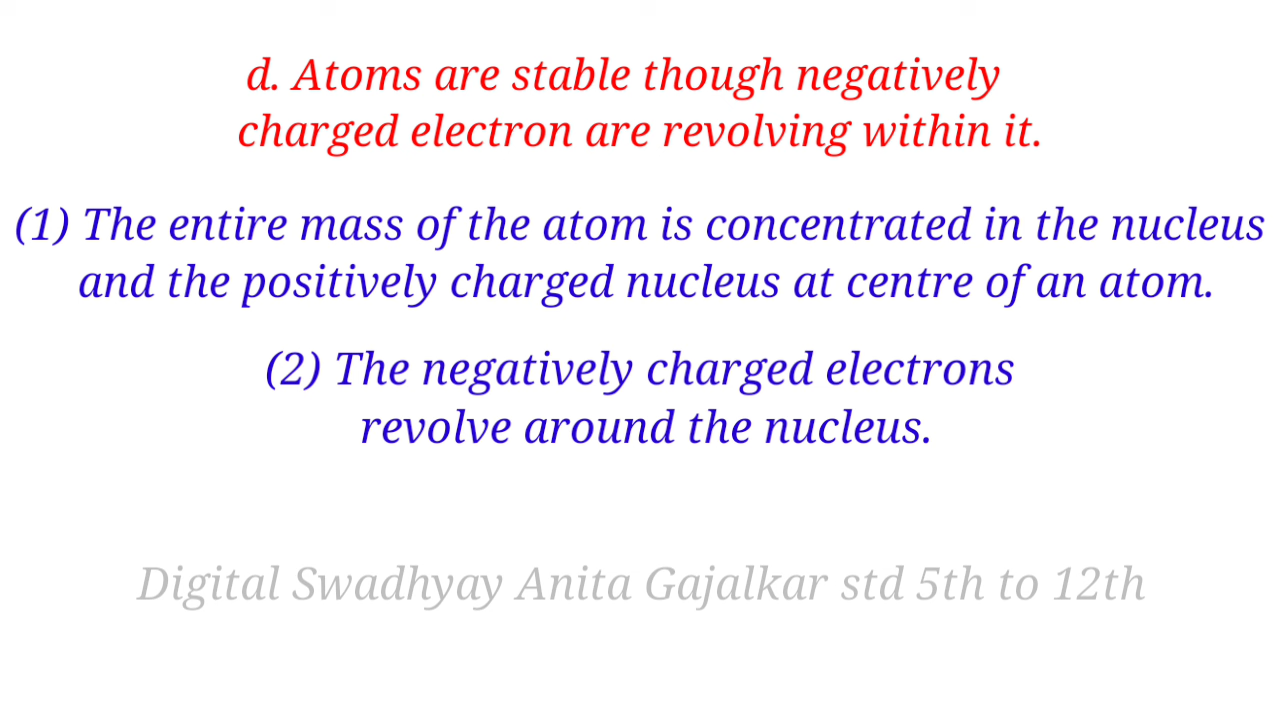 d. Atoms are stable though negatively
charged electron are revolving within it.
(1) The entire mass of the atom is concentrated in the nucleus
and the positively charged nucleus at centre of an atom.
(2) The negatively charged electrons
revolve around the nucleus.
Digital Swadhyay Anita Gajalkar std 5th to 12th